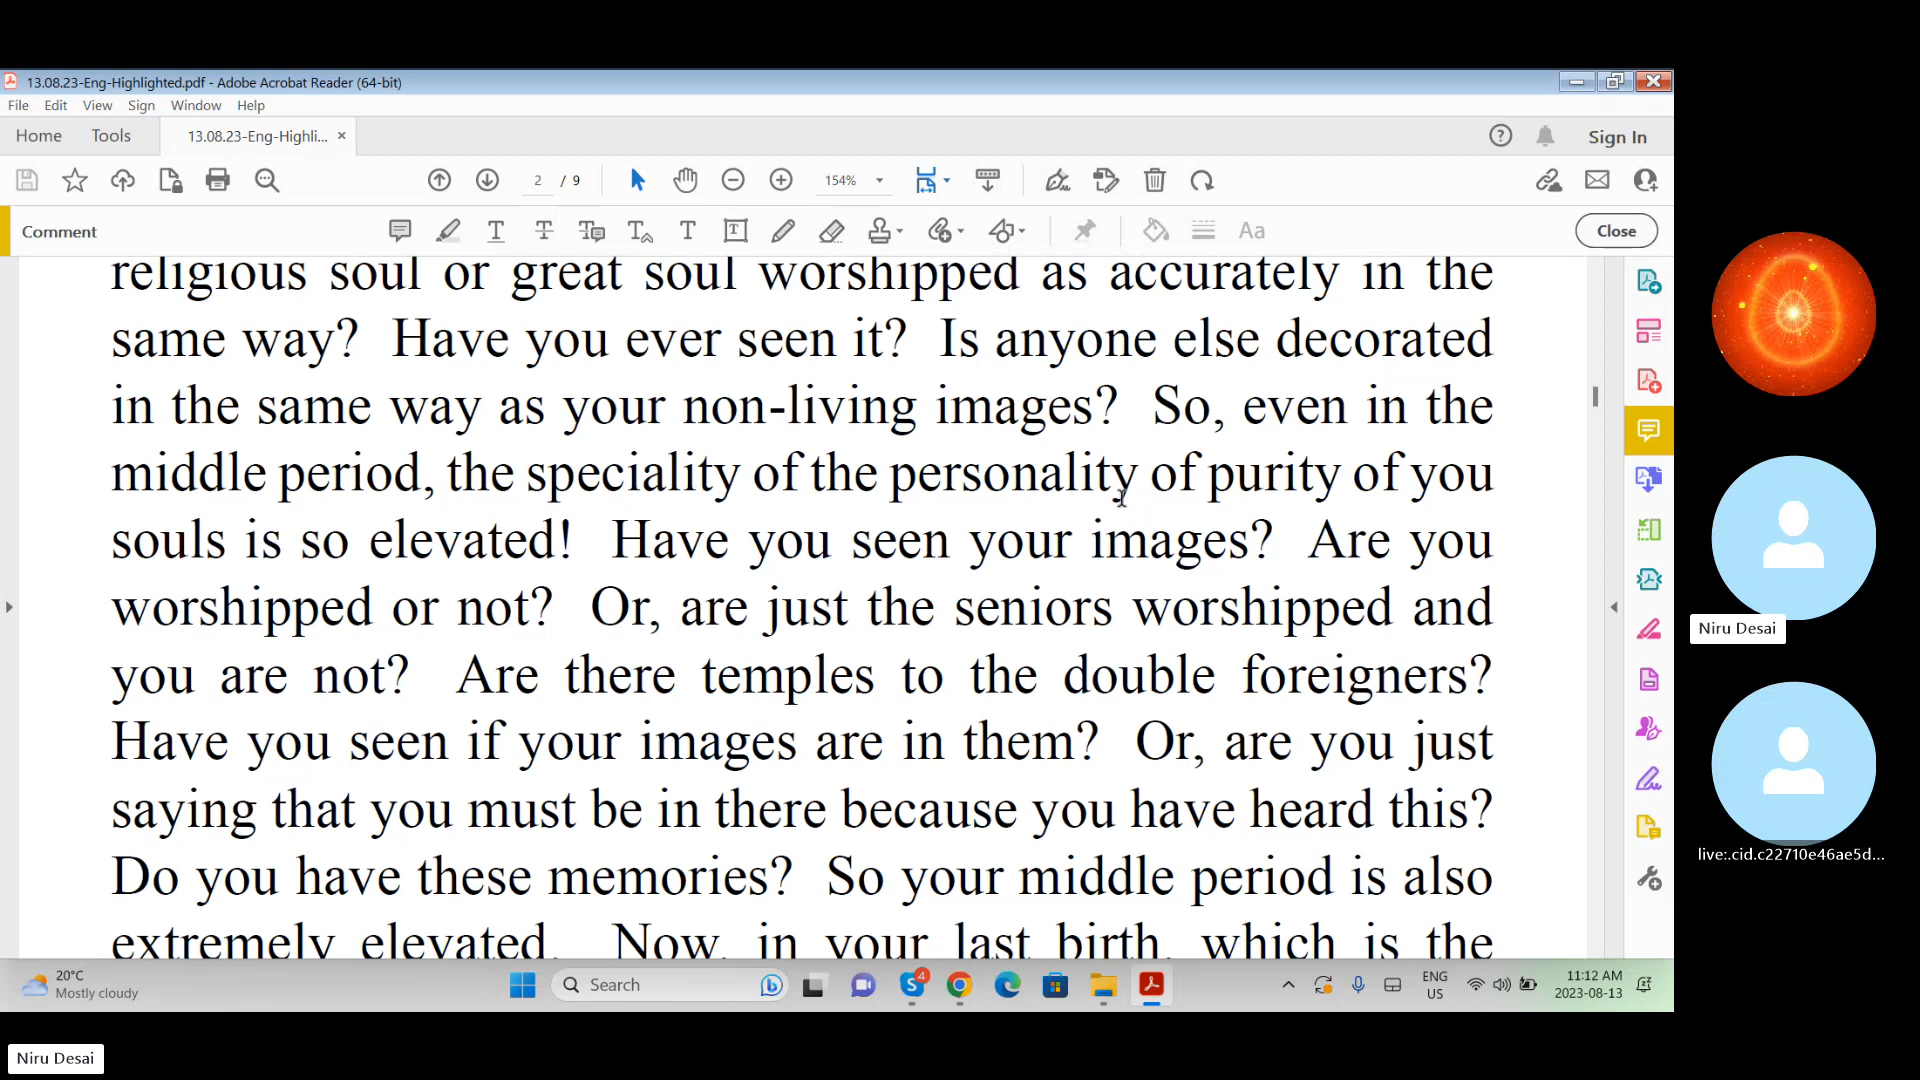 13.08.23-Eng-Highlighted.pdf - Adobe Acrobat Reader (64-bit)
File Edit View Sign Window Help
Home Tools 13.08.23-Eng-Highli... Sign In
2 / 9 154%
Comment Close
religious soul or great soul worshipped as accurately in the
same way? Have you ever seen it? Is anyone else decorated
in the same way as your non-living images? So, even in the
middle period, the speciality of the personality of purity of you
souls is so elevated! Have you seen your images? Are you
worshipped or not? Or, are just the seniors worshipped and
you are not? Are there temples to the double foreigners?
Have you seen if your images are in them? Or, are you just
saying that you must be in there because you have heard this?
Do you have these memories? So your middle period is also
extremely elevated. Now, in your last birth, which is the
Niru Desai
live:.cid.c22710e46ae5d...
20°C
Mostly cloudy
Search
4
ENG
US
11:12 AM
2023-08-13
Niru Desai